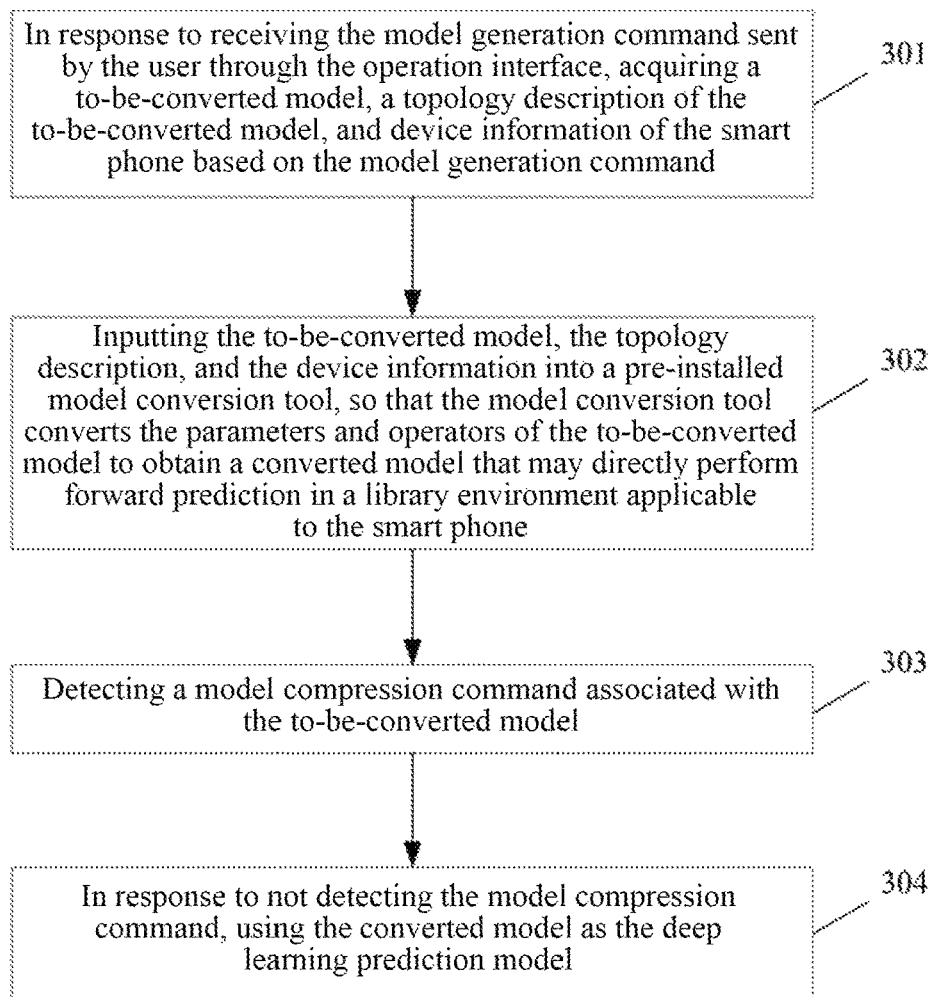 In response to receiving the model generation command sent
by the user through the operation interface, acquiring a
to-be-converted model, a topology description of the
to-be-converted model, and device information of the smart
phone based on the model generation command
301
Inputting the to-be-converted model, the topology
description, and the device information into a pre-installed
model conversion tool, so that the model conversion tool
converts the parameters and operators of the to-be-converted
model to obtain a converted model that may directly perform
forward prediction in a library environment applicable
to the smart phone
302
Detecting a model compression command associated with
the to-be-converted model
303
In response to not detecting the model compression
command, using the converted model as the deep
learning prediction model
304